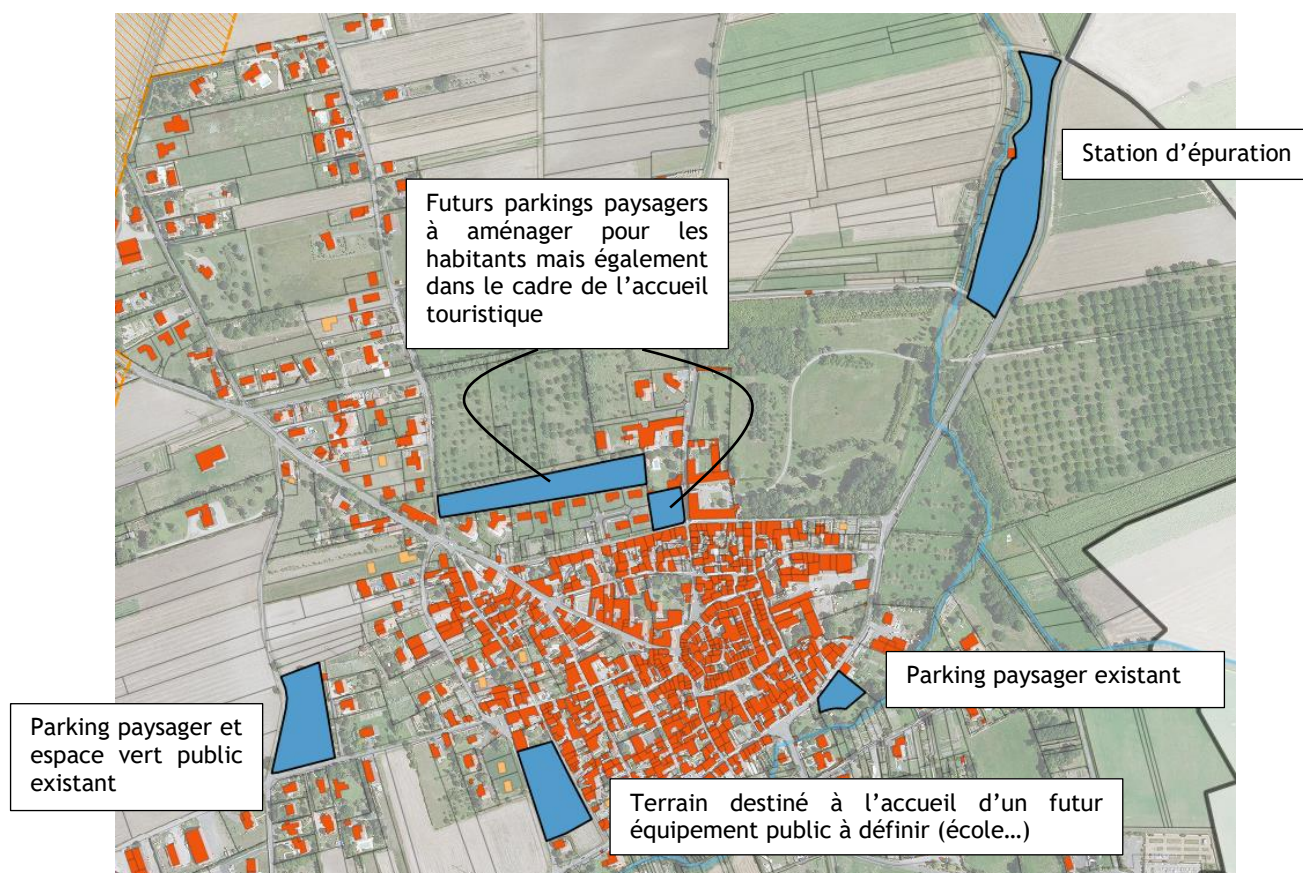 Station d’épuration
Futurs parkings paysagers
à aménager pour les
habitants mais également
dans le cadre de l’accueil
touristique
Parking paysager existant
Parking paysager et
espace vert public
existant
Terrain destiné à l’accueil d’un futur
équipement public à définir (école…)